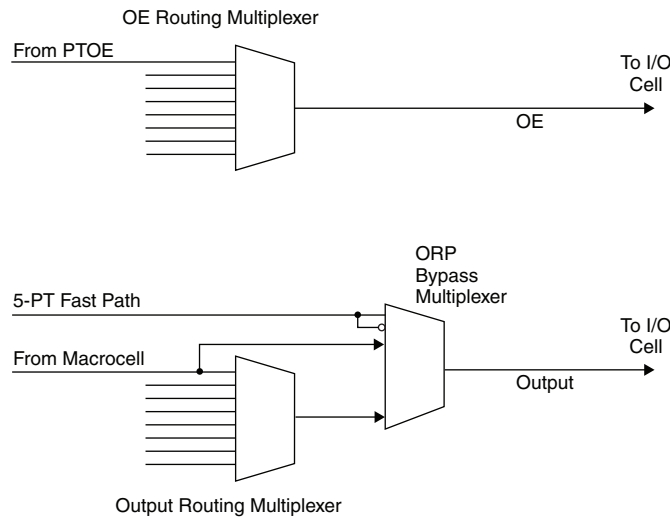 OE Routing Multiplexer
From PTOE
To I/O
Cell
OE
ORP
Bypass
Multiplexer
5-PT Fast Path
To I/O
Cell
From Macrocell
Output
Output Routing Multiplexer